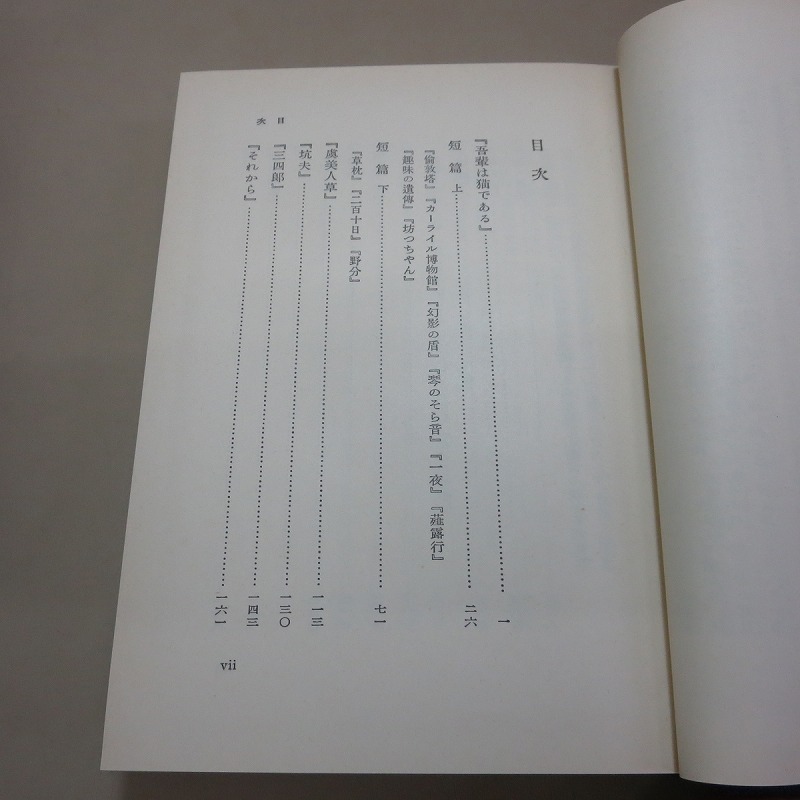 目次
『吾輩は猫である』…………一
短篇 上…………二六
『倫敦塔』『カーライル博物館』『幻影の盾』『琴のそら音』『一夜』『薤露行』
『趣味の遺傳』『坊つちやん』
短篇 下…………七一
『草枕』『二百十日』『野分』
『虞美人草』…………一一三
『坑夫』…………一三〇
『三四郎』…………一四三
『それから』…………一六一
目次
vii